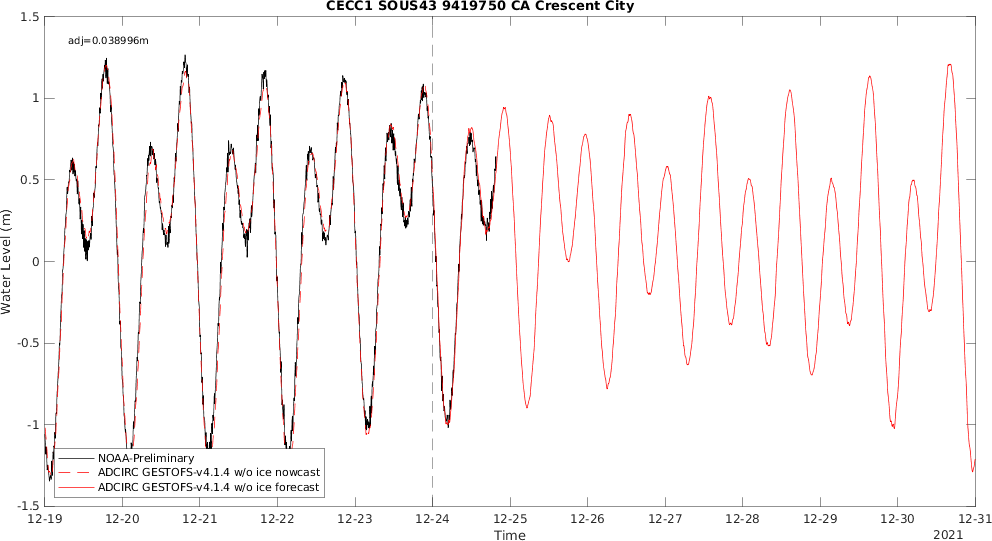 CECC1 SOUS43 9419750 CA Crescent City
adj=0.038996m
1.5
1
0.5
0
-0.5
-1
-1.5
Water Level (m)
NOAA-Preliminary
ADCIRC GESTOFS-v4.1.4 w/o ice nowcast
ADCIRC GESTOFS-v4.1.4 w/o ice forecast
12-19 12-20 12-21 12-22 12-23 12-24 12-25 12-26 12-27 12-28 12-29 12-30 12-31
Time
2021